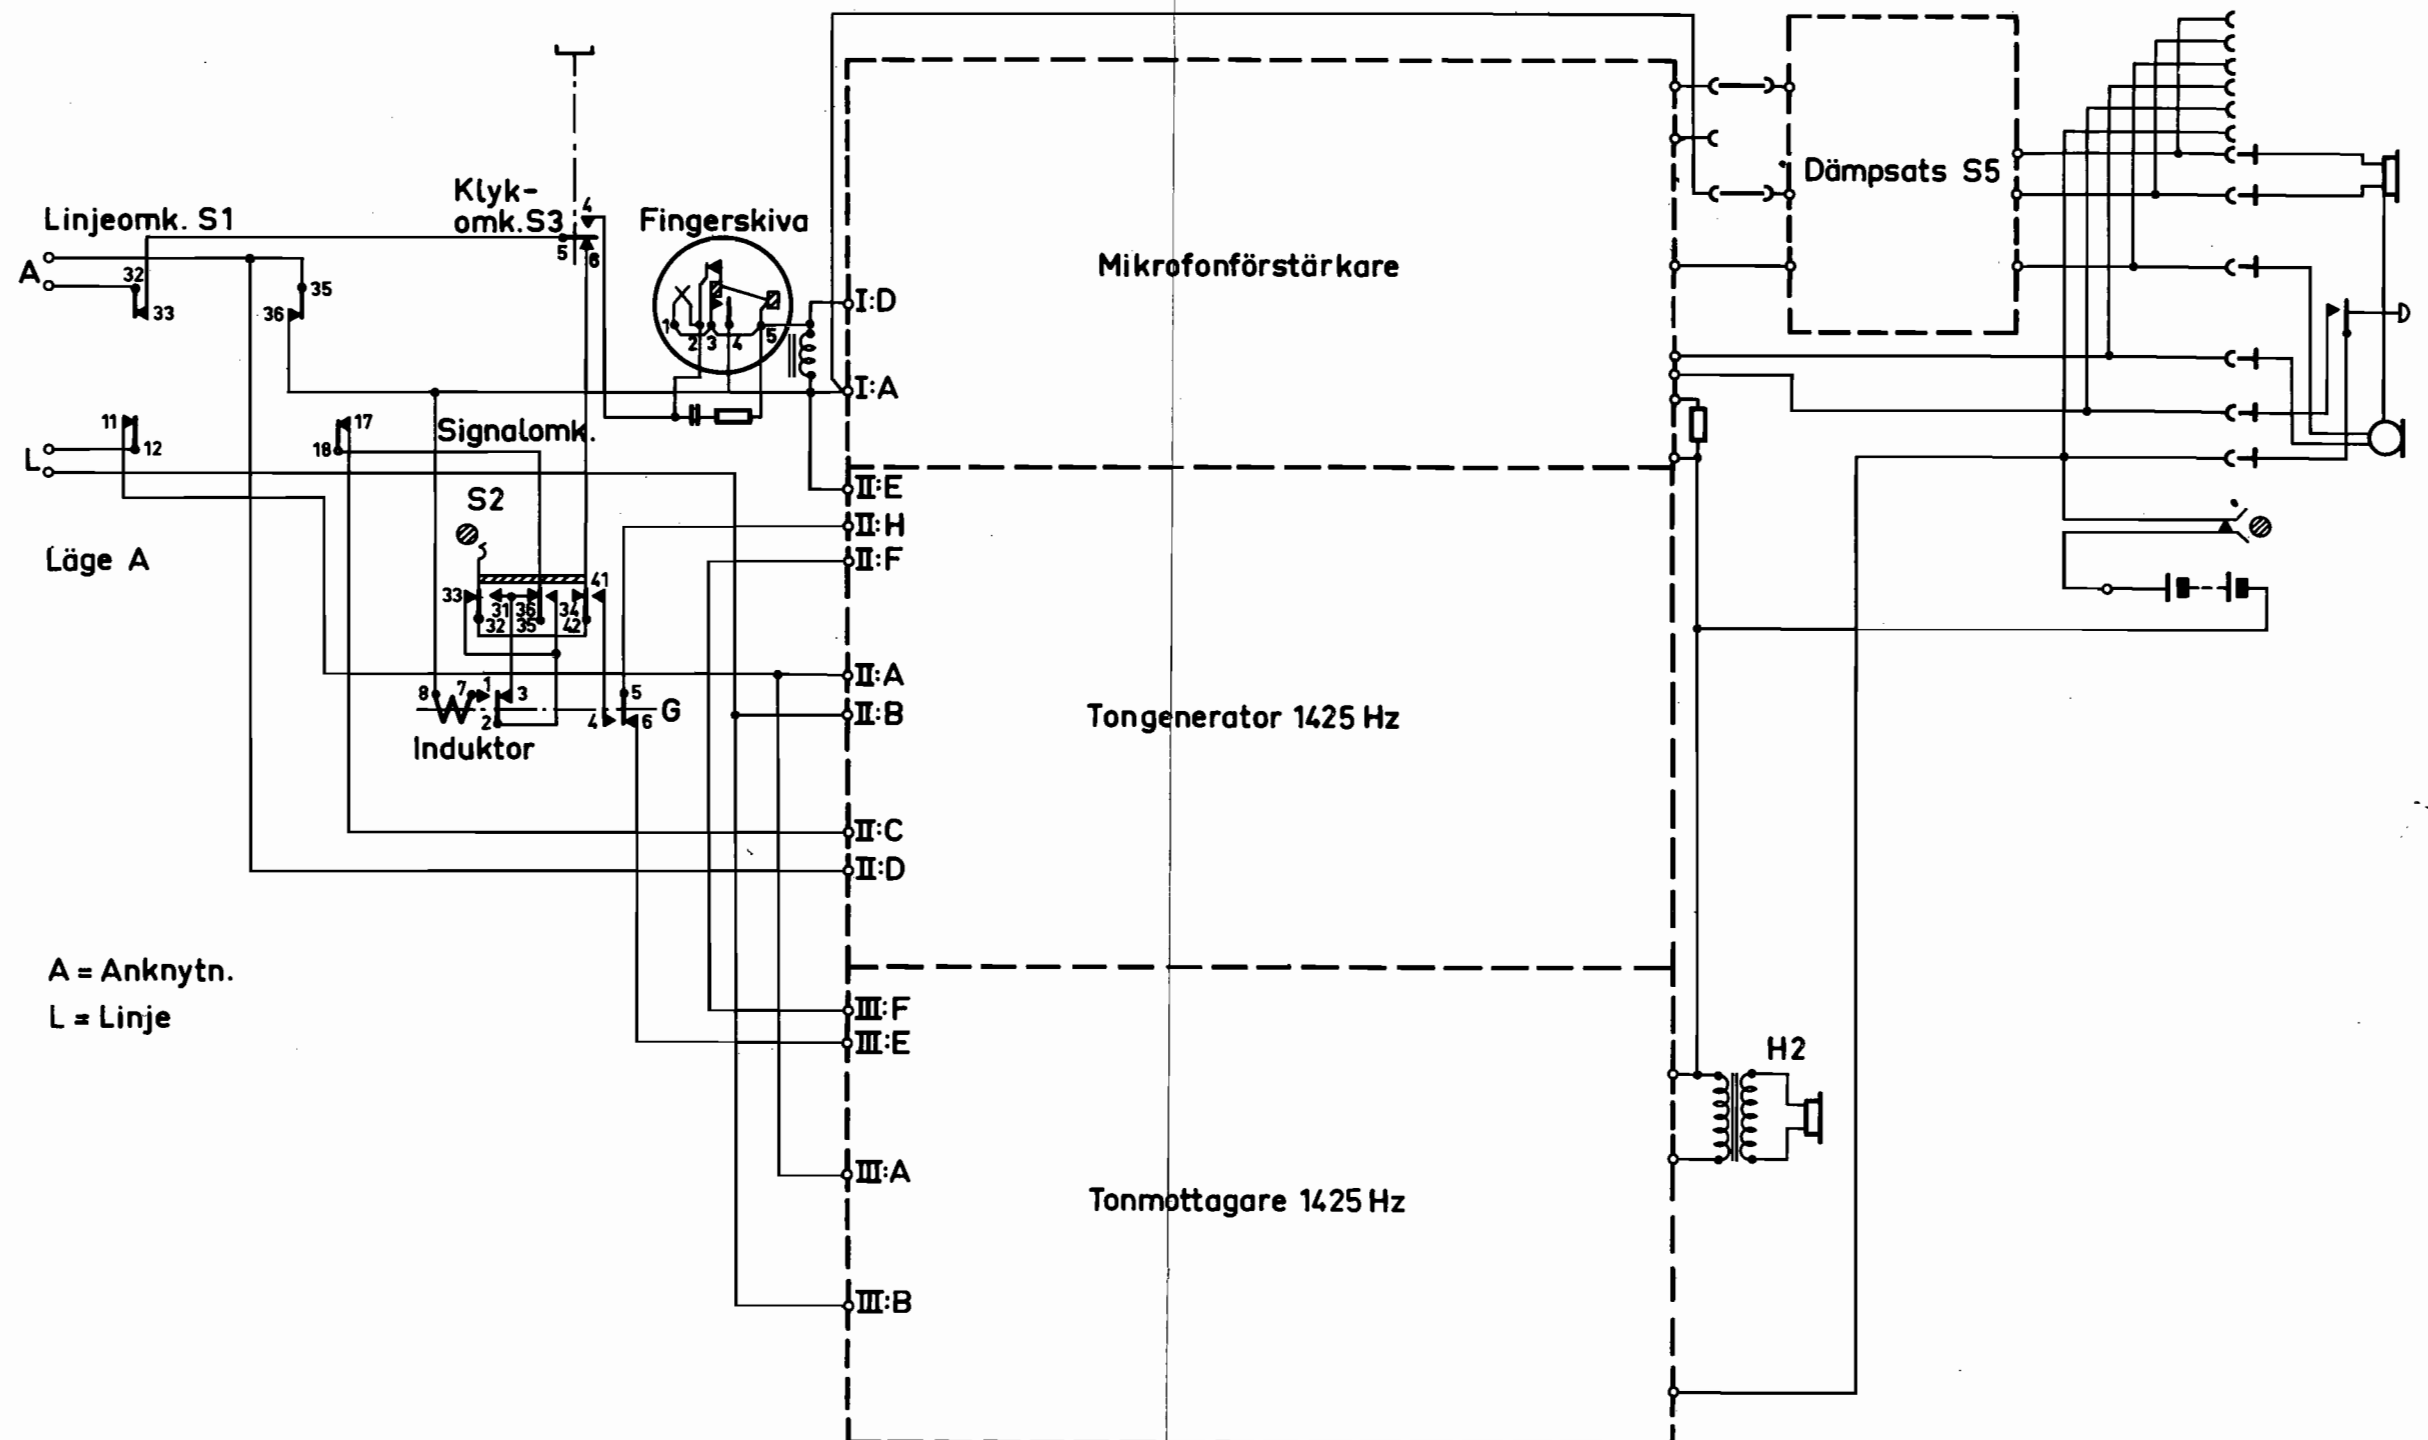 Linjeomk. S1
Klyk-
omk. S3
4
5
6
Fingerskiva
1
2
3
4
5
A
32
33
35
36
L
11
12
17
18
Signalomk.
S2
Läge A
33
31
36
34
41
32
35
42
8
7
1
3
2
4
5
6
G
Induktor
A = Anknytn.
L = Linje
Mikrofonförstärkare
I:D
I:A
II:E
II:H
II:F
II:A
II:B
Tongenerator 1425 Hz
II:C
II:D
III:F
III:E
III:A
Tonmottagare 1425 Hz
III:B
Dämpsats S5
H2